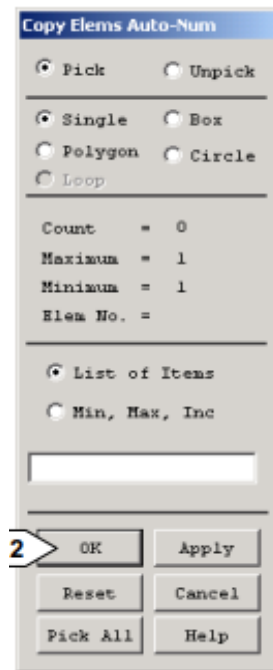 Copy Elems Auto-Num
Pick Unpick
Single Box
Polygon Circle
Loop
Count = 0
Maximum = 1
Minimum = 1
Elem No. =
List of Items
Min, Max, Inc
2 OK Apply
Reset Cancel
Pick All Help